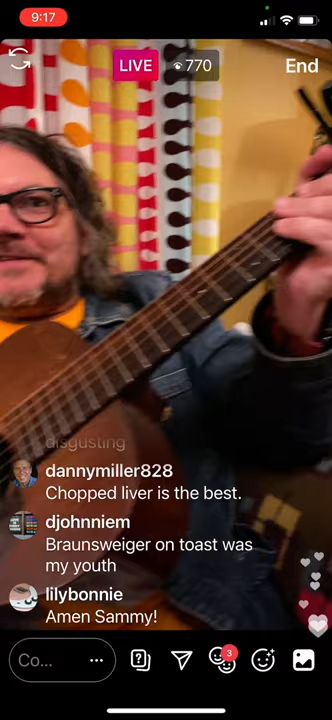 9:17
LIVE
770
End
disgusting
dannymiller828
Chopped liver is the best.
djohnniem
Braunsweiger on toast was
my youth
lilybonnie
Amen Sammy!
Co...
3